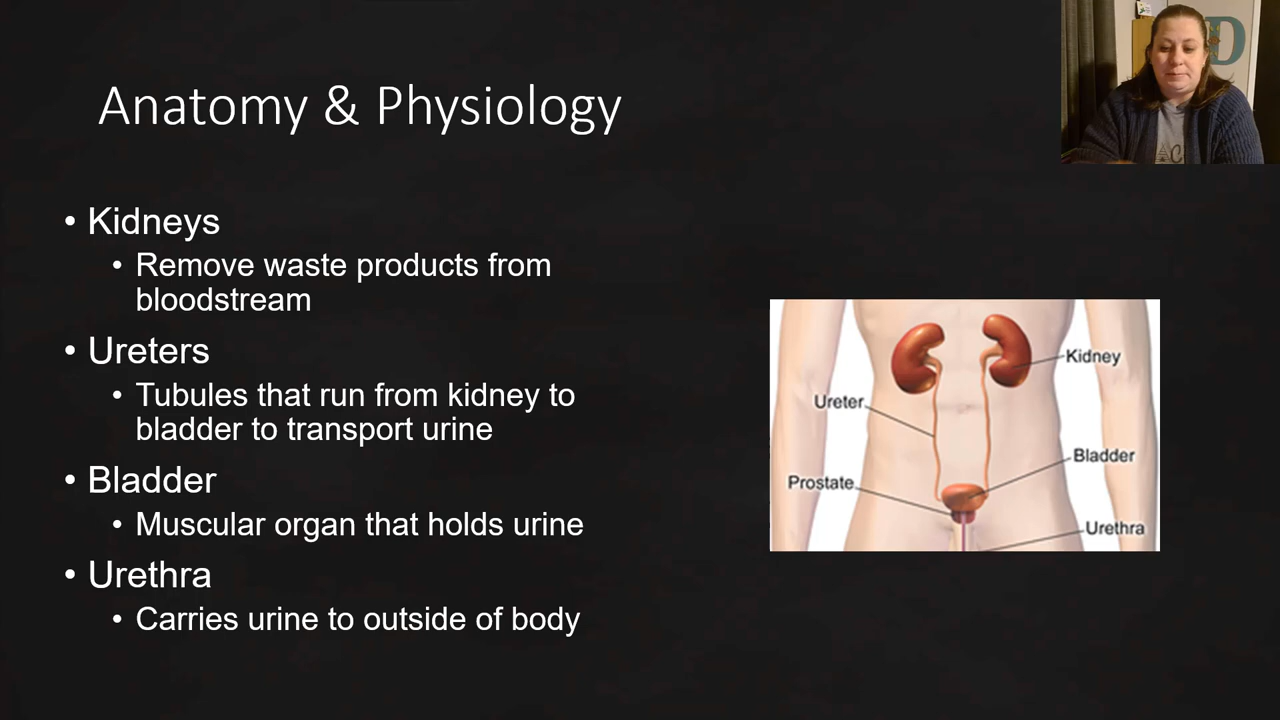 Anatomy & Physiology
• Kidneys
• Remove waste products from
bloodstream
• Ureters
• Tubules that run from kidney to
bladder to transport urine
• Bladder
• Muscular organ that holds urine
• Urethra
• Carries urine to outside of body
Kidney
Ureter
Bladder
Prostate
Urethra
D